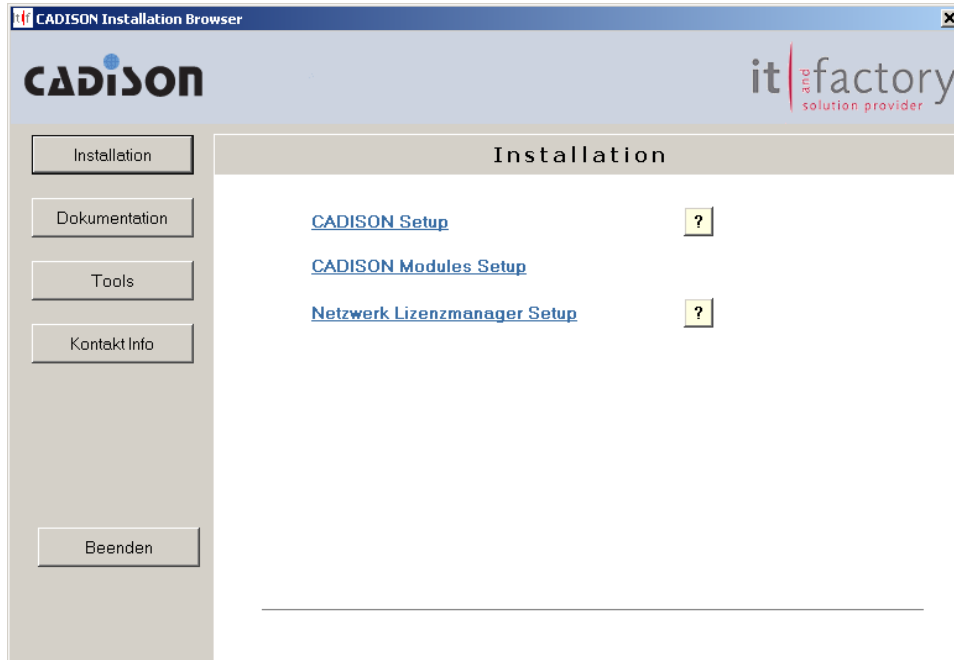 itf CADISON Installation Browser
CADISON
it and factory
solution provider
Installation
Installation
Dokumentation
CADISON Setup
?
CADISON Modules Setup
Tools
Netzwerk Lizenzmanager Setup
?
Kontakt Info
Beenden